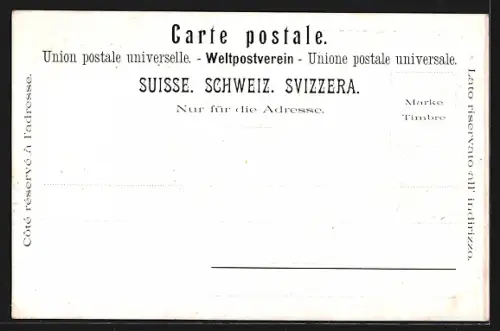 Carte postale.
Union postale universelle. - Weltpostverein - Unione postale universale.
SUISSE. SCHWEIZ. SVIZZERA.
Nur für die Adresse.
Marke
Timbre
Côté réservé à l'adresse.
Lato riservato all' indirizzo.